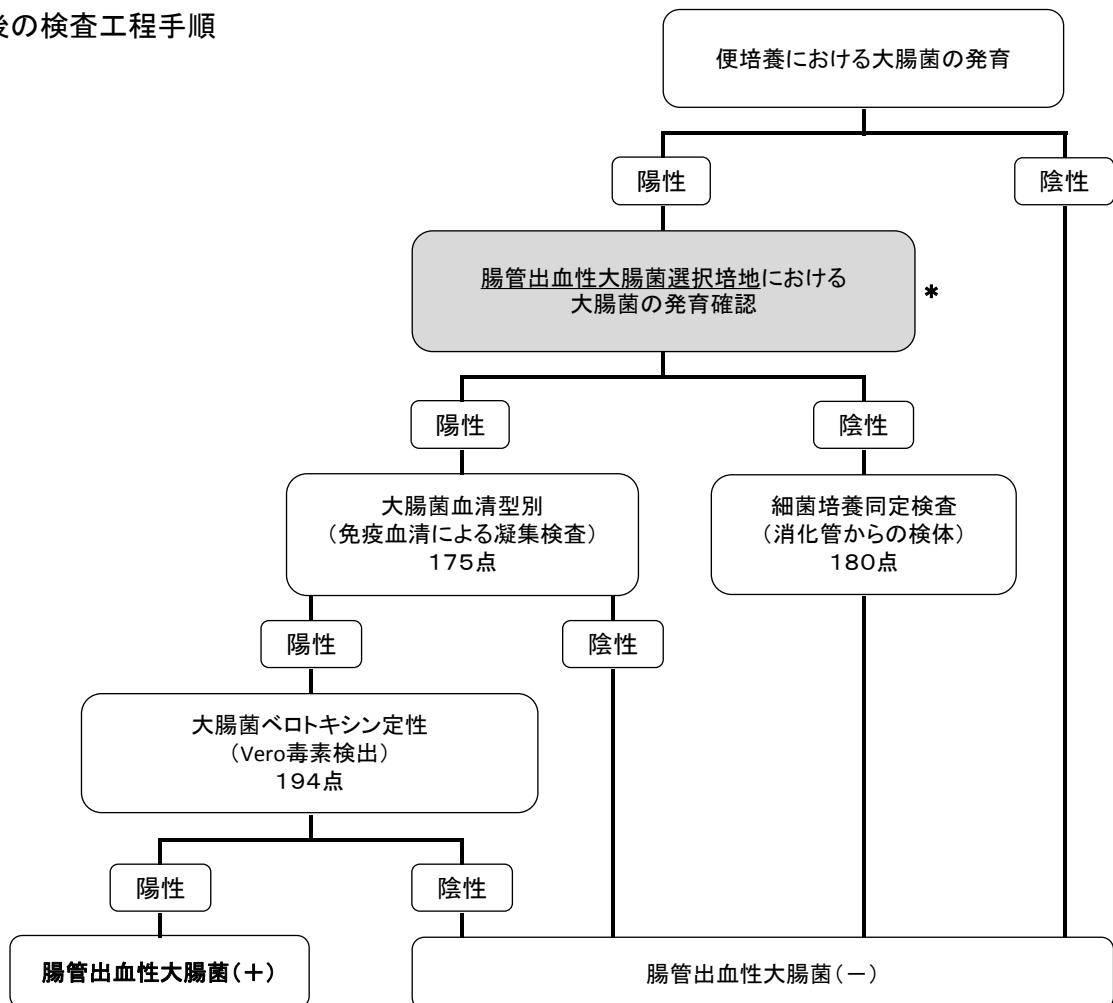 後の検査工程手順
便培養における大腸菌の発育
陽性
陰性
腸管出血性大腸菌選択培地における
大腸菌の発育確認
*
陽性
陰性
大腸菌血清型別
（免疫血清による凝集検査）
175点
細菌培養同定検査
（消化管からの検体）
180点
陽性
陰性
大腸菌ベロトキシン定性
（Vero毒素検出）
194点
陽性
陰性
腸管出血性大腸菌（＋）
腸管出血性大腸菌（－）